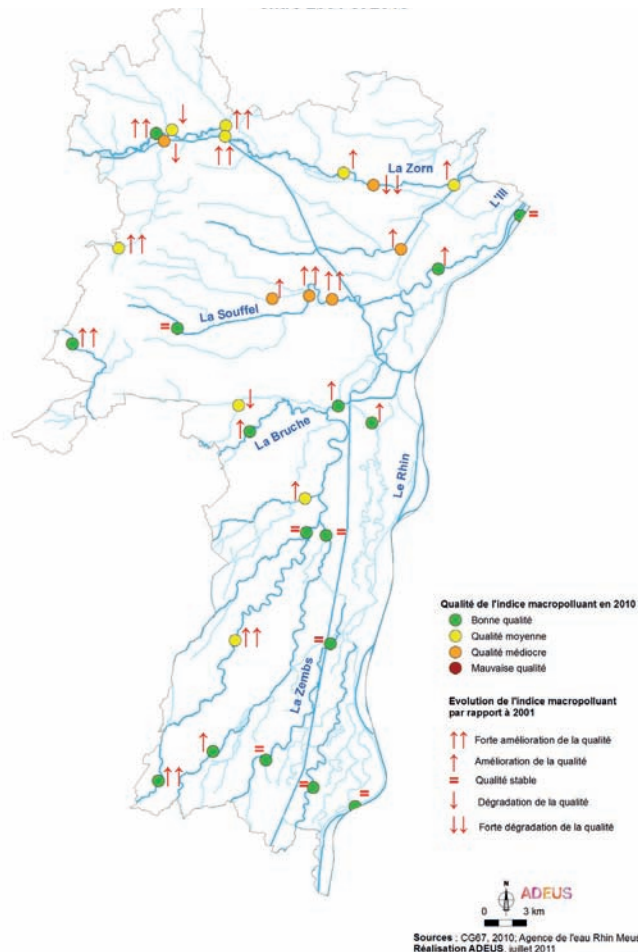 La Zorn
L'Ill
La Souffel
La Bruche
Le Rhin
La Zembs
Qualité de l'indice macropolluant en 2010
Bonne qualité
Qualité moyenne
Qualité médiocre
Mauvaise qualité
Evolution de l'indice macropolluant
par rapport à 2001
Forte amélioration de la qualité
Amélioration de la qualité
Qualité stable
Dégradation de la qualité
Forte dégradation de la qualité
N
ADEUS
0 3 km
Sources : CG67, 2010; Agence de l'eau Rhin Meu
Réalisation ADEUS, juillet 2011